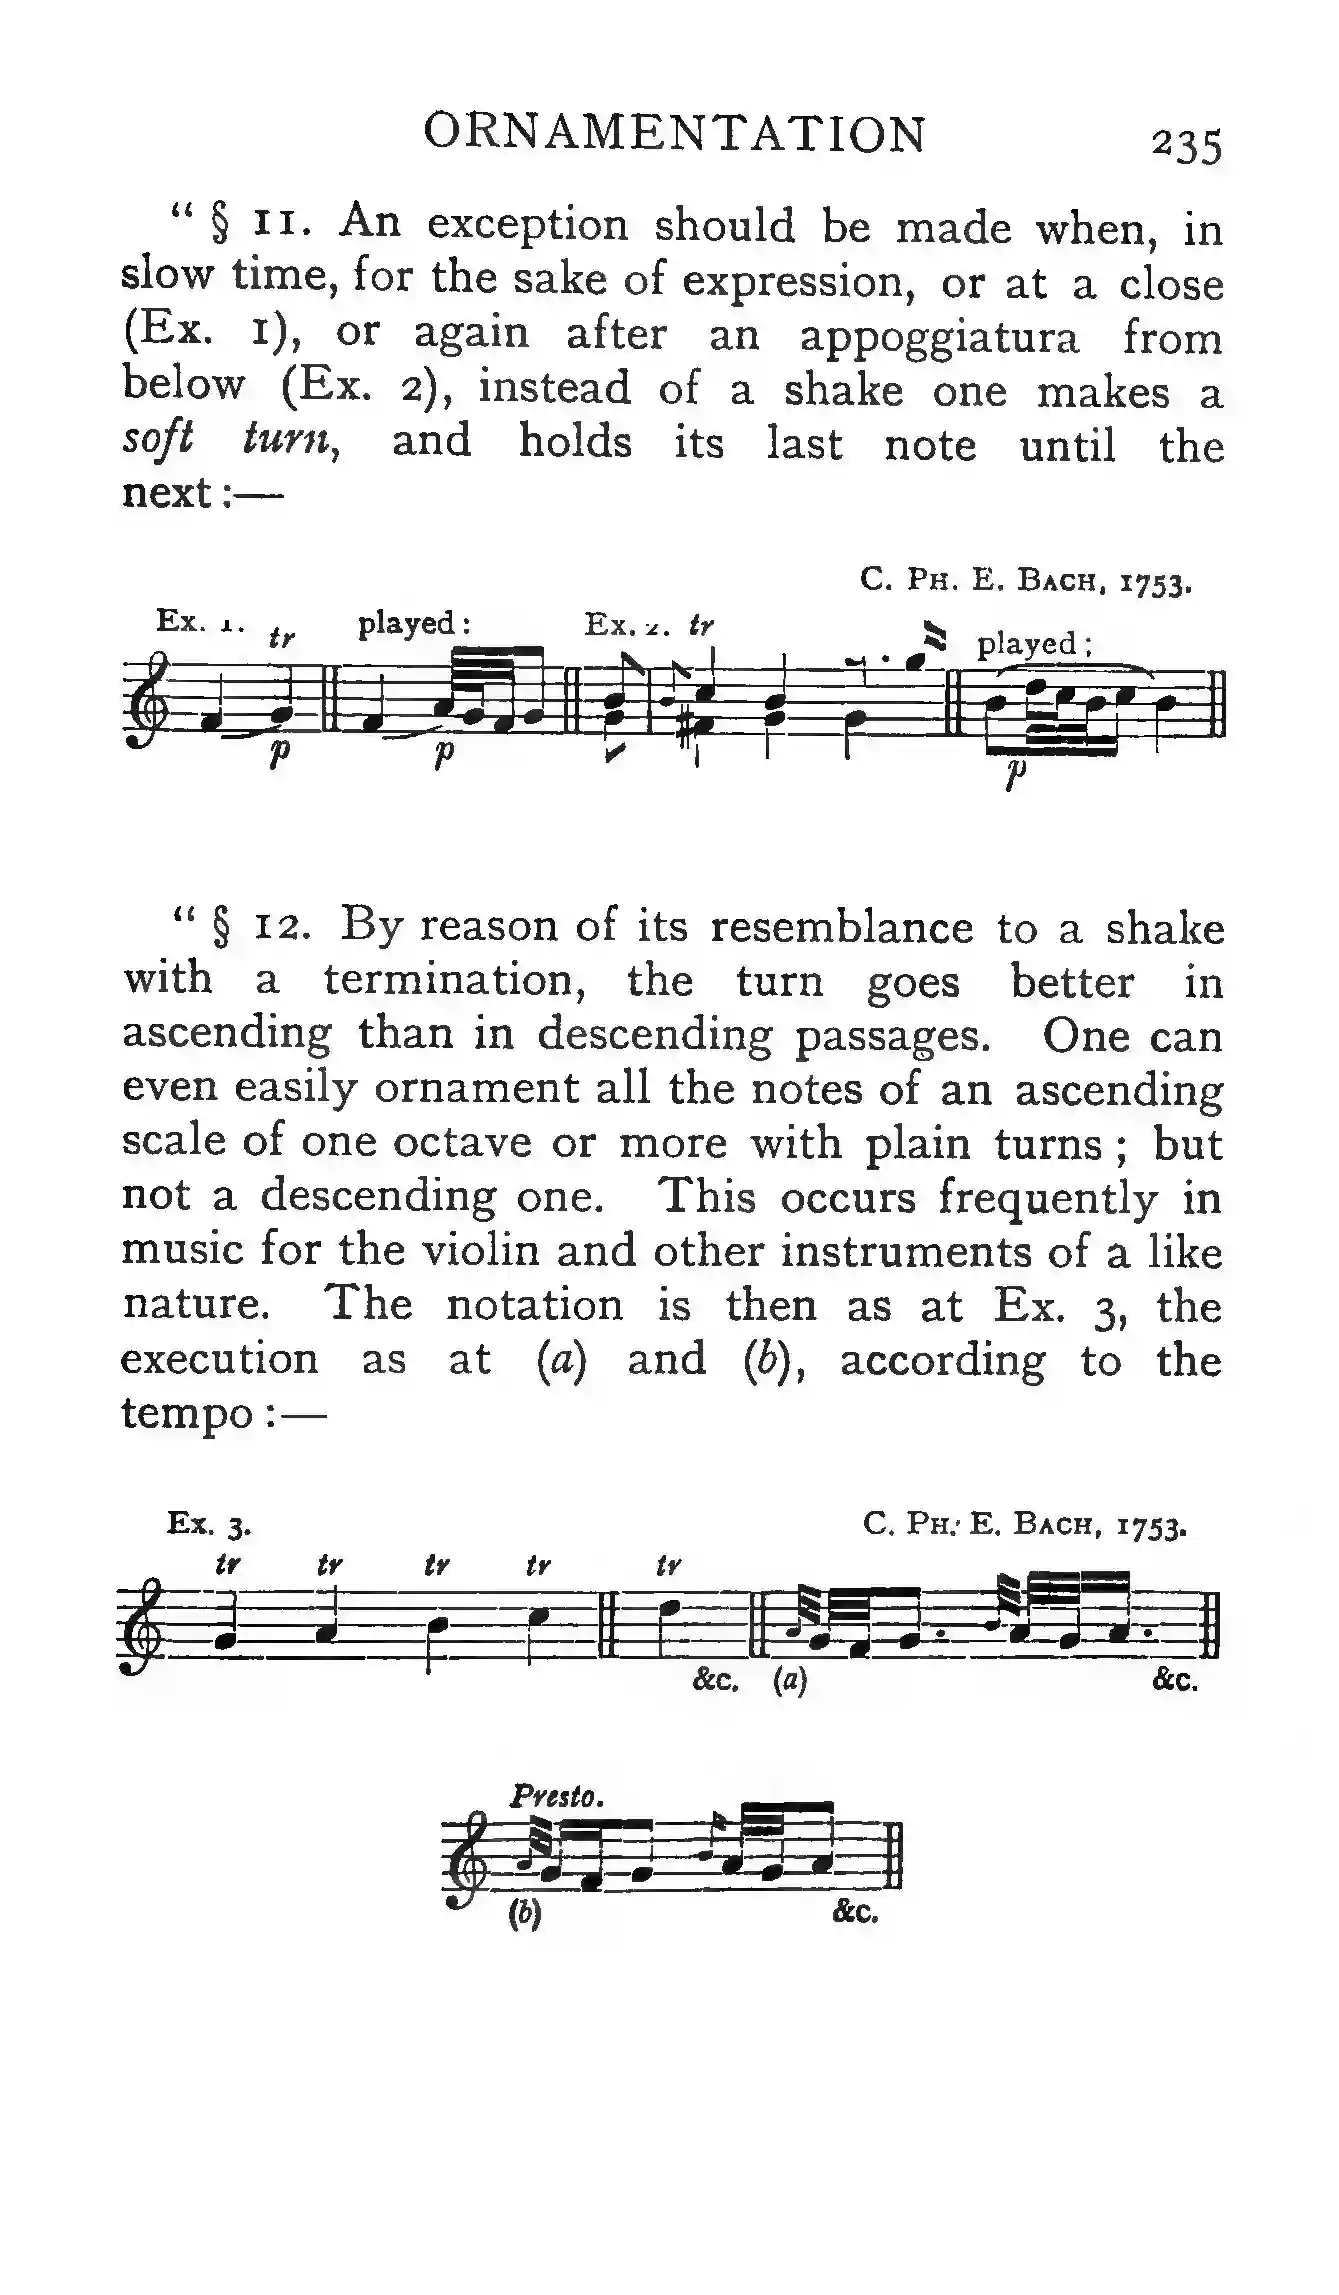 ORNAMENTATION 235
“ § 11. An exception should be made when, in
slow time, for the sake of expression, or at a close
(Ex. 1), or again after an appoggiatura from
below (Ex. 2), instead of a shake one makes a
soft turn, and holds its last note until the
next :—
C. PH. E. BACH, 1753.
Ex. 1. tr played : Ex. 2. tr played ;
p p p
“ § 12. By reason of its resemblance to a shake
with a termination, the turn goes better in
ascending than in descending passages. One can
even easily ornament all the notes of an ascending
scale of one octave or more with plain turns ; but
not a descending one. This occurs frequently in
music for the violin and other instruments of a like
nature. The notation is then as at Ex. 3, the
execution as at (a) and (b), according to the
tempo :—
Ex. 3. C. PH. E. BACH, 1753.
tr tr tr tr tr
&c. (a) &c.
Presto.
(b) &c.